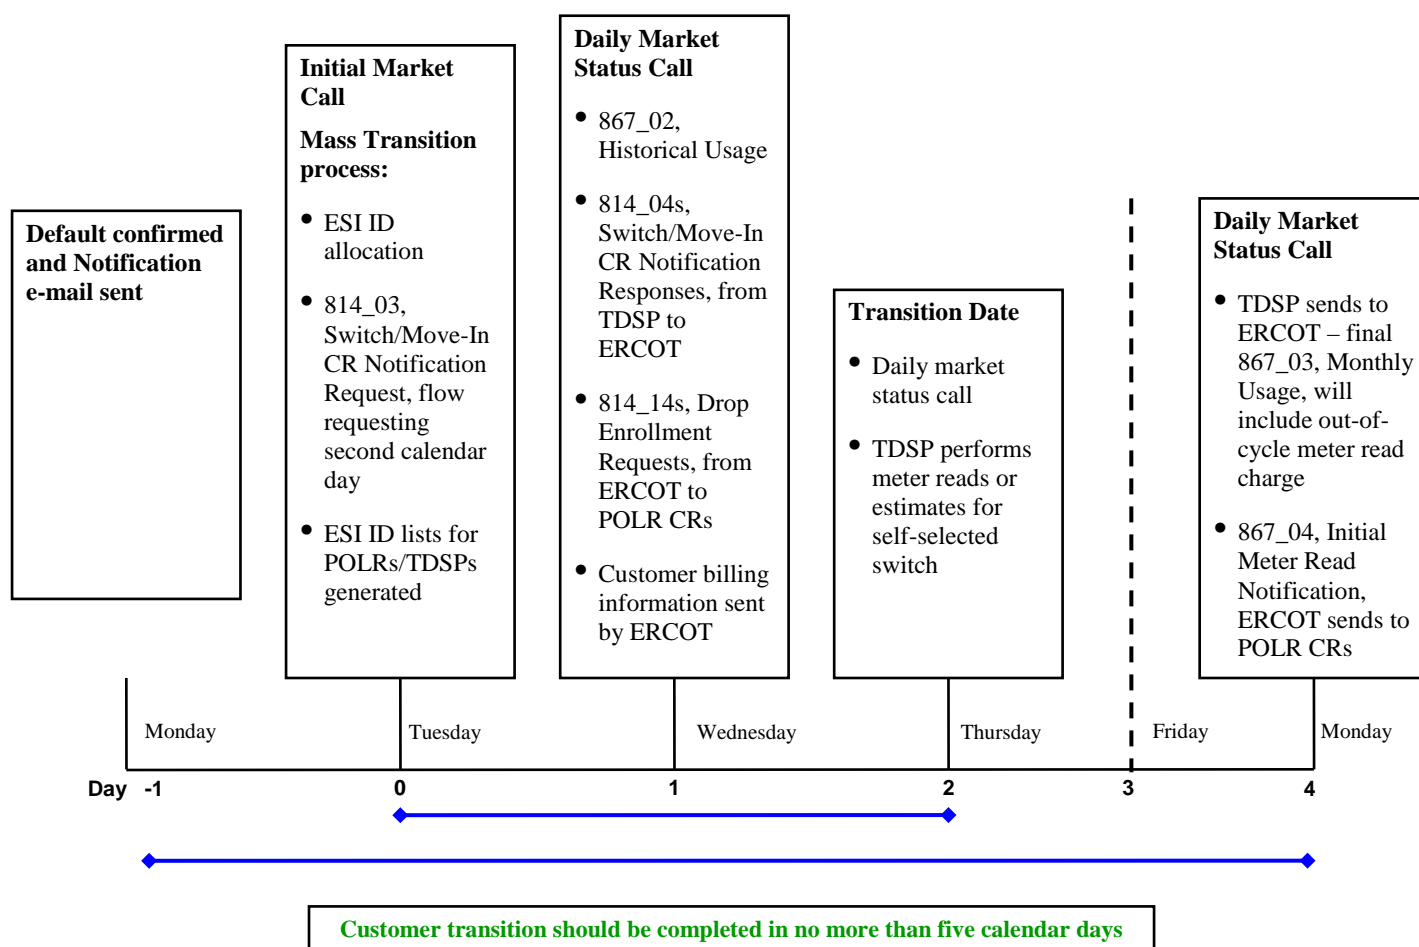 Default confirmed
and Notification
e-mail sent
Initial Market
Call
Mass Transition
process:
• ESI ID
allocation
• 814_03,
Switch/Move-In
CR Notification
Request, flow
requesting
second calendar
day
• ESI ID lists for
POLRs/TDSPs
generated
Daily Market
Status Call
• 867_02,
Historical Usage
• 814_04s,
Switch/Move-In
CR Notification
Responses, from
TDSP to
ERCOT
• 814_14s, Drop
Enrollment
Requests, from
ERCOT to
POLR CRs
• Customer billing
information sent
by ERCOT
Transition Date
• Daily market
status call
• TDSP performs
meter reads or
estimates for
self-selected
switch
Daily Market
Status Call
• TDSP sends to
ERCOT – final
867_03, Monthly
Usage, will
include out-of-
cycle meter read
charge
• 867_04, Initial
Meter Read
Notification,
ERCOT sends to
POLR CRs
Monday Tuesday Wednesday Thursday Friday Monday
Day -1 0 1 2 3 4
Customer transition should be completed in no more than five calendar days